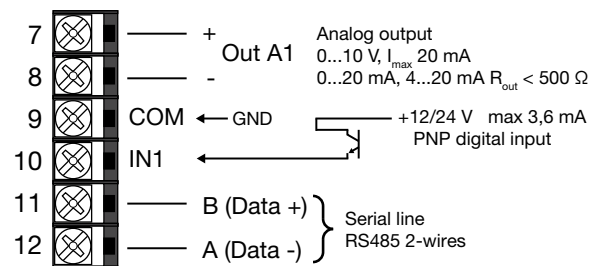 7 + Out A1 Analog output
0...10 V, Imax 20 mA
8 - 0...20 mA, 4...20 mA Rout < 500 Ω
9 COM GND +12/24 V max 3,6 mA
PNP digital input
10 IN1
11 B (Data +) Serial line
12 A (Data -) RS485 2-wires